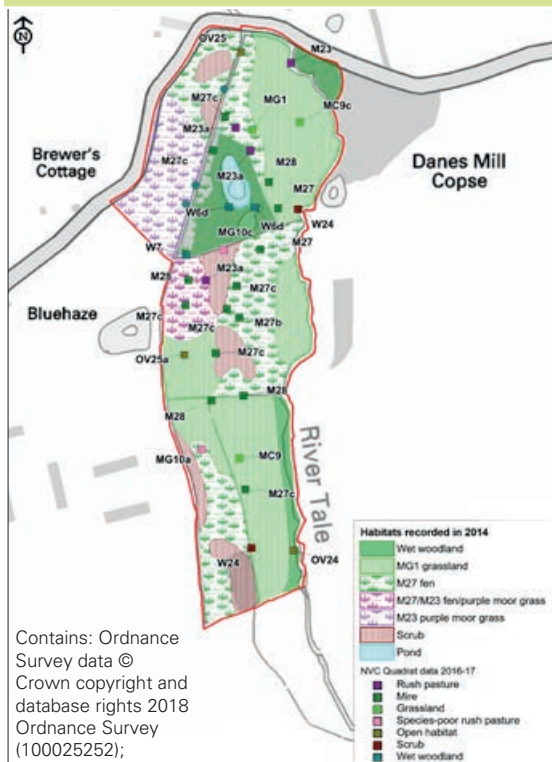 N
OV25
M23
M27c
MG1
MC9c
M23a
Brewer's
Cottage
M27c
M28
Danes Mill
Copse
M23a
M27
W6d
W6d
W24
MG10c
M27
W7
M23a
M28
M27c
Bluehaze
M27c
M27b
M27c
M27c
OV25a
M28
M28
River Tale
MG10a
MC9
M27c
OV24
W24
Contains: Ordnance
Survey data ©
Crown copyright and
database rights 2018
Ordnance Survey
(100025252);
Habitats recorded in 2014
Wet woodland
MG1 grassland
M27 fen
M27/M23 fen/purple moor grass
M23 purple moor grass
Scrub
Pond
NVC Quadrat data 2016-17
Rush pasture
Mire
Grassland
Species-poor rush pasture
Open habitat
Scrub
Wet woodland